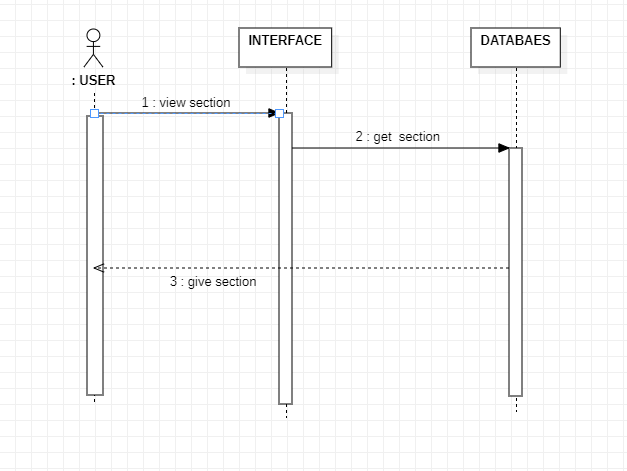 INTERFACE
DATABAES
: USER
1 : view section
2 : get  section
3 : give section